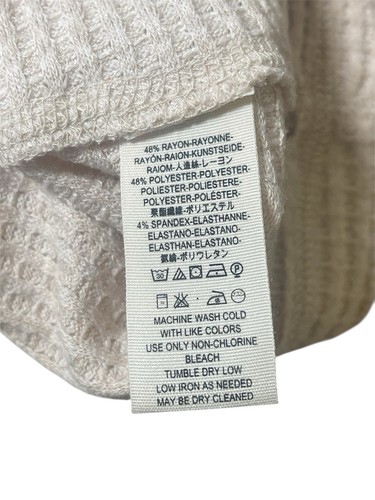 48% RAYON-RAYONNE-
RAYÓN-RAION-KUNSTSEIDE-
RAIOM-人造絲-レーヨン
48% POLYESTER-POLYESTER-
POLIESTER-POLIESTERE-
POLYESTER-POLÉSTER-
聚酯纖維-ポリエステル
4% SPANDEX-ELASTHANNE-
ELASTANO-ELASTANO-
ELASTHAN-ELASTANO-
氨綸-ポリウレタン
30 P
MACHINE WASH COLD
WITH LIKE COLORS
USE ONLY NON-CHLORINE
BLEACH
TUMBLE DRY LOW
LOW IRON AS NEEDED
MAY BE DRY CLEANED